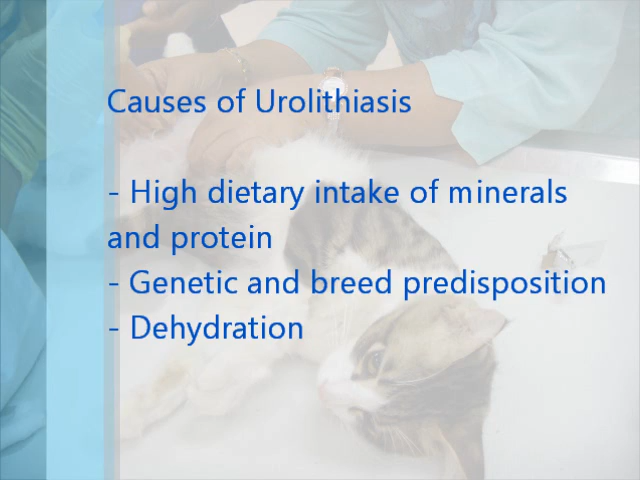 Causes of Urolithiasis
- High dietary intake of minerals
and protein
- Genetic and breed predisposition
- Dehydration